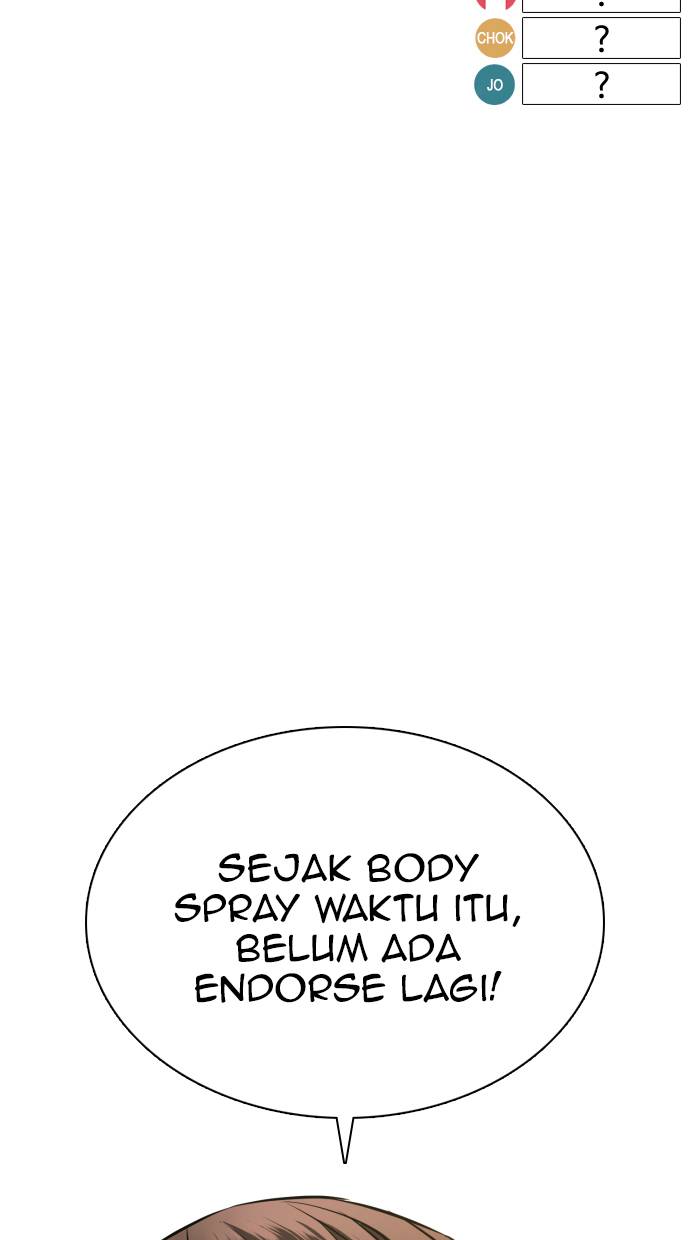 ?
CHOK ?
JO ?
SEJAK BODY
SPRAY WAKTU ITU,
BELUM ADA
ENDORSE LAGI!